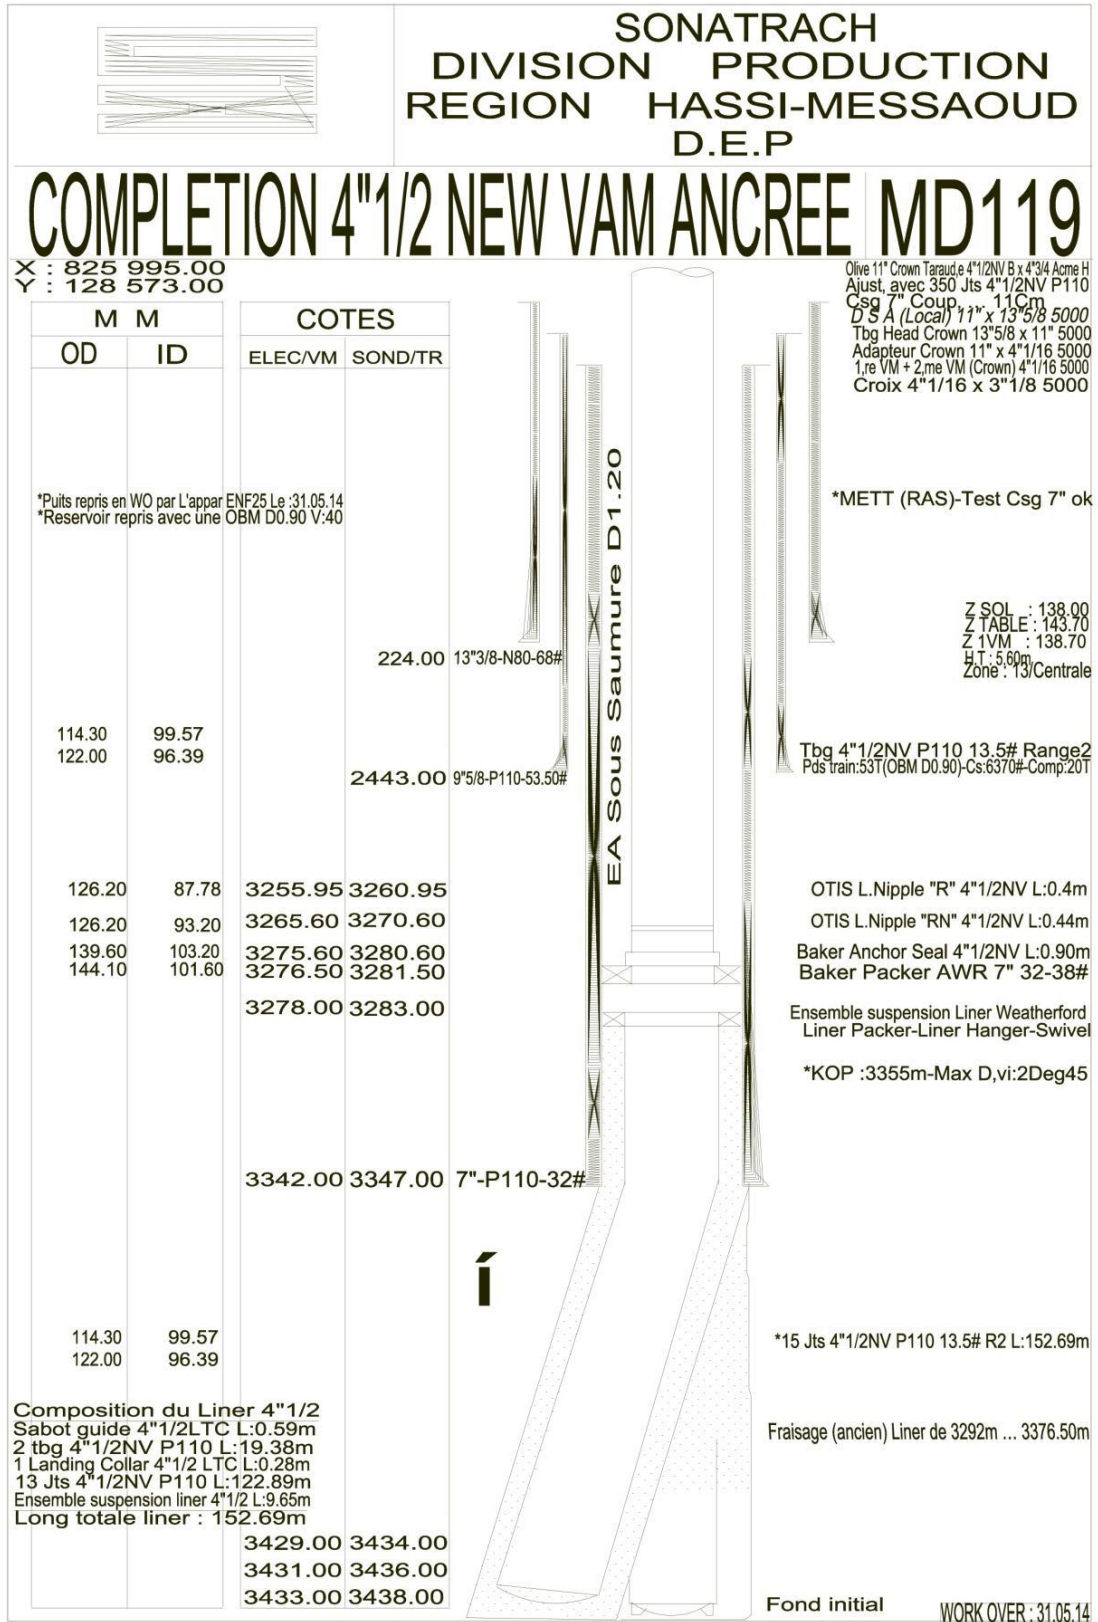 SONATRACH
DIVISION PRODUCTION
REGION HASSI-MESSAOUD
D.E.P
COMPLETION 4"1/2 NEW VAM ANCREE MD119
X : 825 995.00
Y : 128 573.00
Olive 11" Crown Taraud,e 4"1/2NV B x 4"3/4 Acme H
Ajust, avec 350 Jts 4"1/2NV P110
Csg 7" Coup, ... 11Cm
D S A (Local) 11" x 13"5/8 5000
Tbg Head Crown 13"5/8 x 11" 5000
Adapteur Crown 11" x 4"1/16 5000
1,re VM + 2,me VM (Crown) 4"1/16 5000
Croix 4"1/16 x 3"1/8 5000
M M COTES
OD ID ELEC/VM SOND/TR
*Puits repris en WO par L'appar ENF25 Le :31.05.14
*Reservoir repris avec une OBM D0.90 V:40
EA Sous Saumure D1.20
*METT (RAS)-Test Csg 7" ok
Z SOL : 138.00
Z TABLE : 143.70
Z 1VM : 138.70
H.T : 5,60m
Zone : 13/Centrale
224.00 13"3/8-N80-68#
114.30 99.57
122.00 96.39
Tbg 4"1/2NV P110 13.5# Range2
Pds train:53T(OBM D0.90)-Cs:6370#-Comp:20T
2443.00 9"5/8-P110-53.50#
126.20 87.78 3255.95 3260.95 OTIS L.Nipple "R" 4"1/2NV L:0.4m
126.20 93.20 3265.60 3270.60 OTIS L.Nipple "RN" 4"1/2NV L:0.44m
139.60 103.20 3275.60 3280.60 Baker Anchor Seal 4"1/2NV L:0.90m
144.10 101.60 3276.50 3281.50 Baker Packer AWR 7" 32-38#
3278.00 3283.00 Ensemble suspension Liner Weatherford
Liner Packer-Liner Hanger-Swivel
*KOP :3355m-Max D,vi:2Deg45
3342.00 3347.00 7"-P110-32#
í
114.30 99.57 *15 Jts 4"1/2NV P110 13.5# R2 L:152.69m
122.00 96.39
Composition du Liner 4"1/2
Sabot guide 4"1/2LTC L:0.59m
2 tbg 4"1/2NV P110 L:19.38m
1 Landing Collar 4"1/2 LTC L:0.28m
13 Jts 4"1/2NV P110 L:122.89m
Ensemble suspension liner 4"1/2 L:9.65m
Long totale liner : 152.69m
Fraisage (ancien) Liner de 3292m ... 3376.50m
3429.00 3434.00
3431.00 3436.00
3433.00 3438.00
Fond initial
WORK OVER : 31.05.14